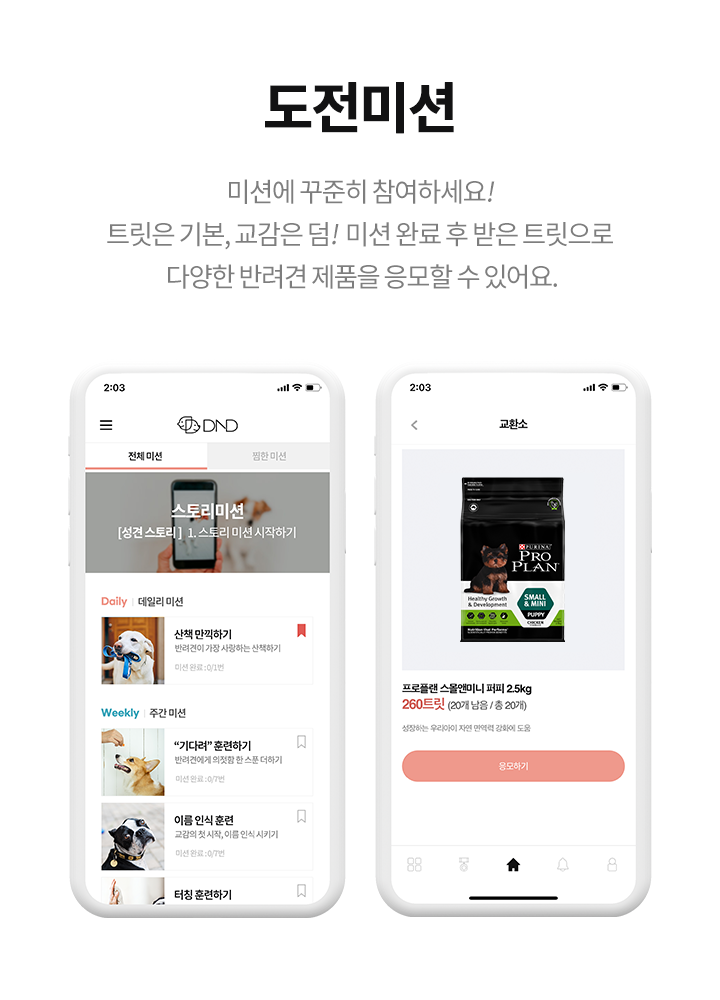 도전미션
미션에 꾸준히 참여하세요!
트릿은 기본, 교감은 덤! 미션 완료 후 받은 트릿으로
다양한 반려견 제품을 응모할 수 있어요.
2:03
DND
전체 미션
찜한 미션
스토리미션
[성견 스토리] 1. 스토리 미션 시작하기
Daily | 데일리 미션
산책 만끽하기
반려견이 가장 사랑하는 산책하기
미션 완료 : 0/1번
Weekly | 주간 미션
“기다려” 훈련하기
반려견에게 의젓함 한 스푼 더하기
미션 완료 : 0/7번
이름 인식 훈련
교감의 첫 시작, 이름 인식 시키기
미션 완료 : 0/7번
터칭 훈련하기
2:03
교환소
PURINA
PRO
PLAN
Healthy Growth
& Development
SMALL
& MINI
PUPPY
CHICKEN
프로플랜 스몰앤미니 퍼피 2.5kg
260트릿 (20개 남음 / 총 20개)
성장하는 우리아이 자연 면역력 강화에 도움
응모하기